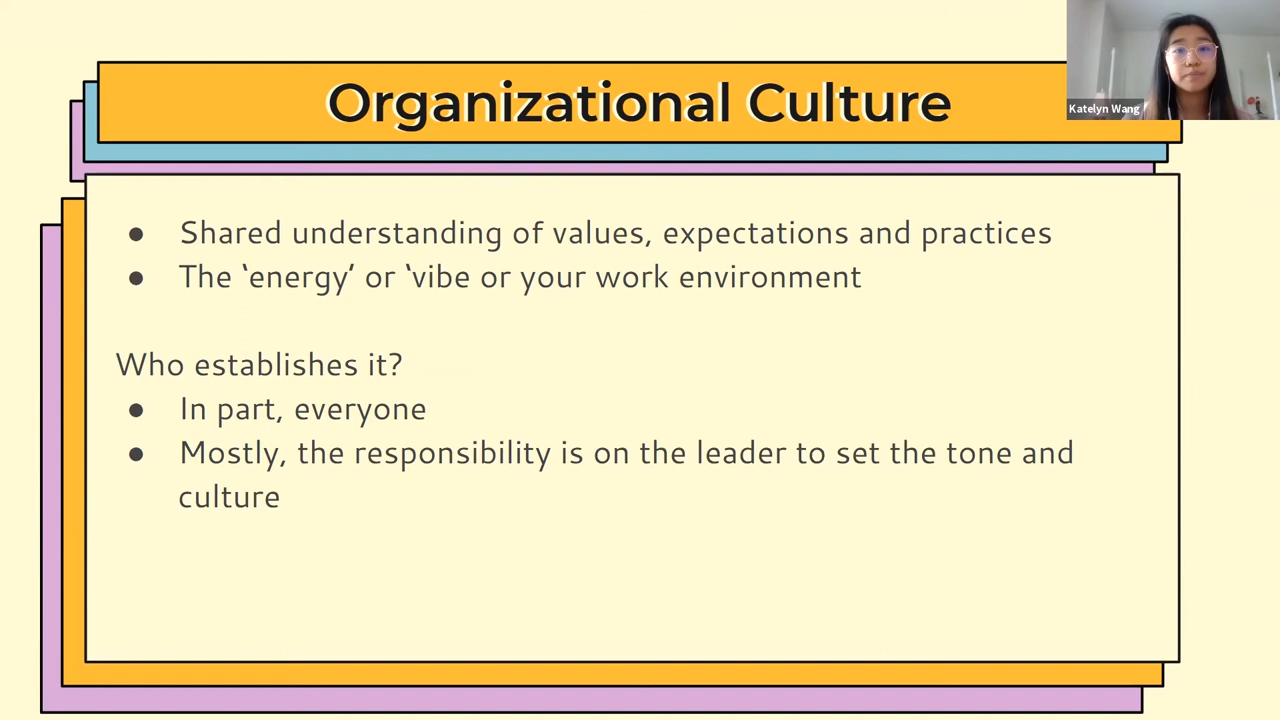 Organizational Culture
Katelyn Wang
● Shared understanding of values, expectations and practices
● The ‘energy’ or ‘vibe or your work environment
Who establishes it?
● In part, everyone
● Mostly, the responsibility is on the leader to set the tone and
culture